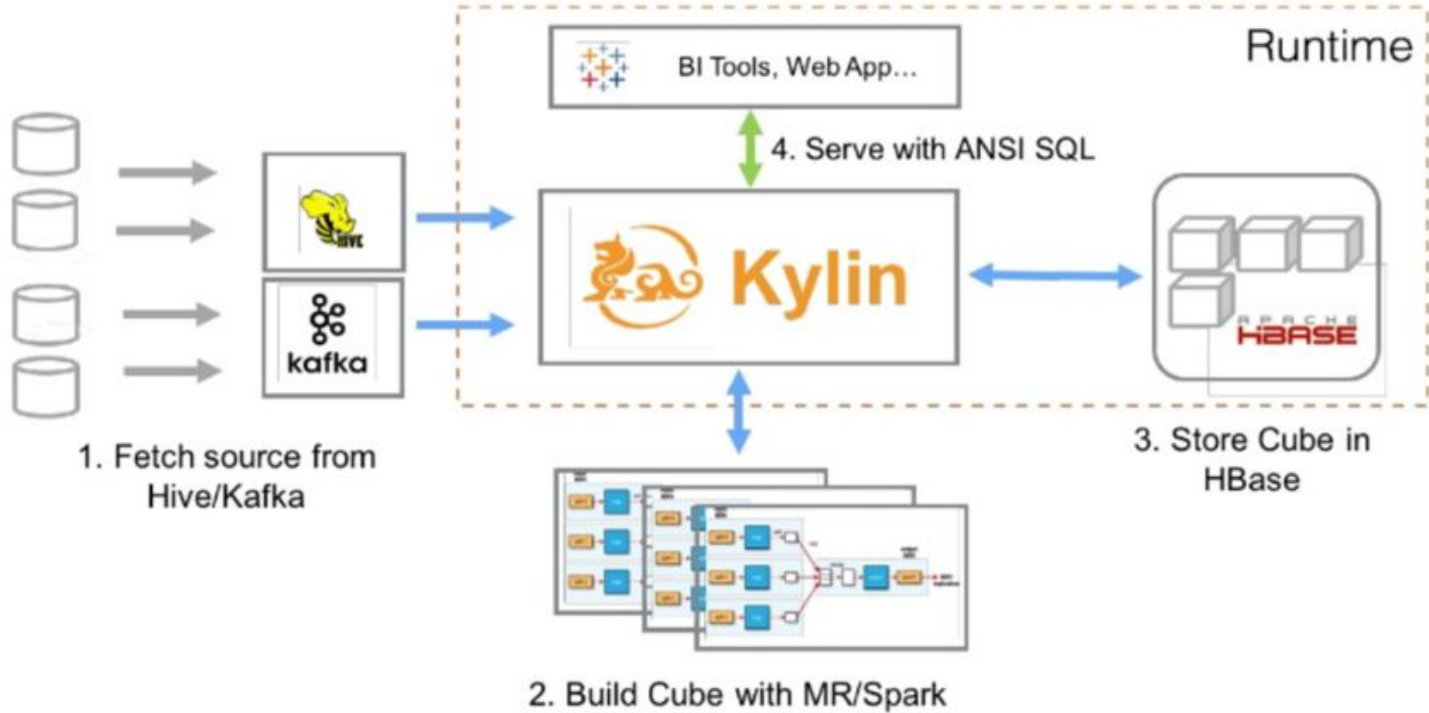 Runtime
BI Tools, Web App...
4. Serve with ANSI SQL
HIVE
Kylin
kafka
APACHE
HBASE
1. Fetch source from
Hive/Kafka
3. Store Cube in
HBase
2. Build Cube with MR/Spark